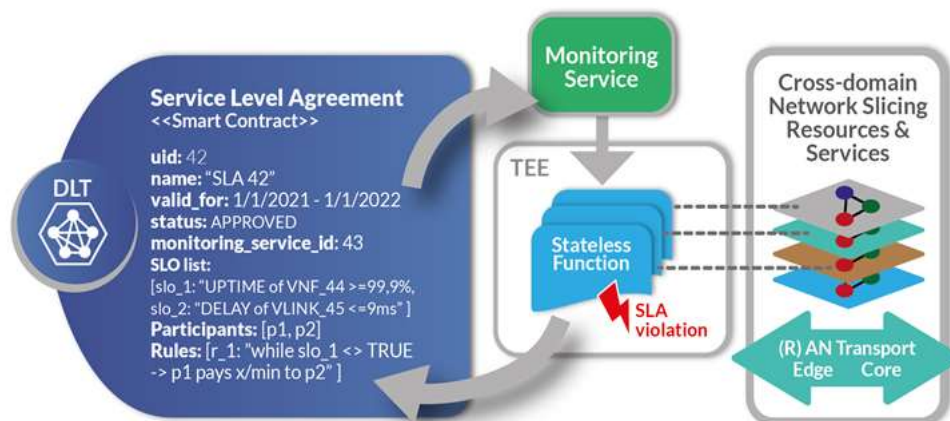 DLT
Service Level Agreement
<<Smart Contract>>
uid: 42
name: “SLA 42”
valid_for: 1/1/2021 - 1/1/2022
status: APPROVED
monitoring_service_id: 43
SLO list:
[slo_1: “UPTIME of VNF_44 >=99,9%,
slo_2: “DELAY of VLINK_45 <=9ms” ]
Participants: [p1, p2]
Rules: [r_1: “while slo_1 <> TRUE
-> p1 pays x/min to p2” ]
Monitoring
Service
TEE
Stateless
Function
SLA
violation
Cross-domain
Network Slicing
Resources &
Services
(R) AN Transport
Edge Core